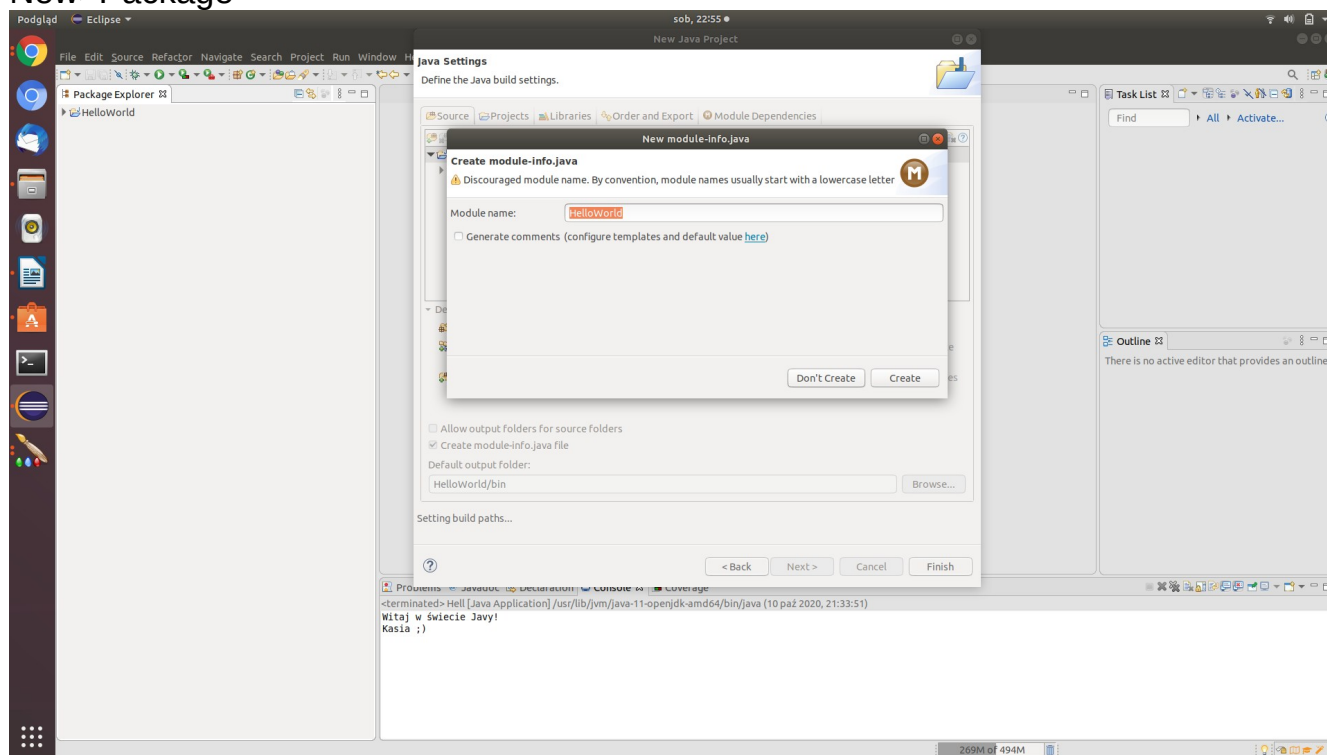 New Package
Podgląd Eclipse sob, 22:55
New Java Project
File Edit Source Refactor Navigate Search Project Run Window H
Java Settings
Define the Java build settings.
Package Explorer
HelloWorld
Source Projects Libraries Order and Export Module Dependencies
New module-info.java
Create module-info.java
Discouraged module name. By convention, module names usually start with a lowercase letter
M
Module name: HelloWorld
Generate comments (configure templates and default value here)
Don't Create Create
De
Allow output folders for source folders
Create module-info.java file
Default output folder:
HelloWorld/bin Browse...
Setting build paths...
< Back Next > Cancel Finish
Task List
Find All Activate...
Outline
There is no active editor that provides an outline
Problems Javadoc Declaration Console Coverage
<terminated> Hell [Java Application] /usr/lib/jvm/java-11-openjdk-amd64/bin/java (10 paź 2020, 21:33:51)
Witaj w świecie Javy!
Kasia ;)
269M of 494M